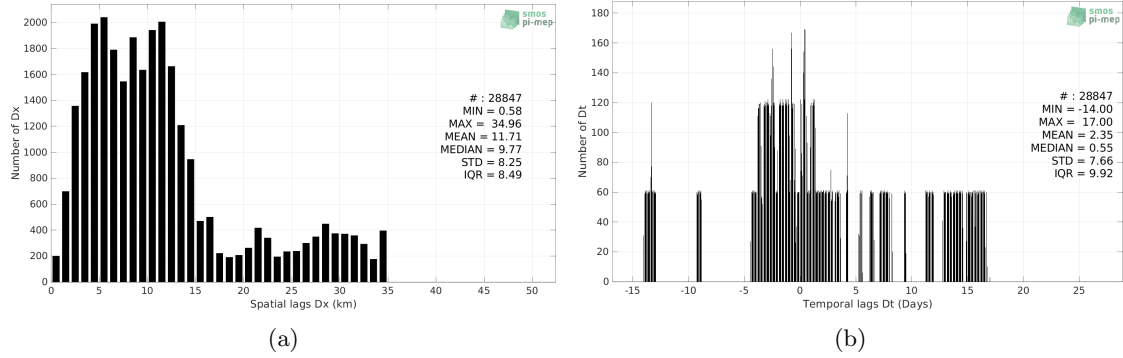 smos
pi-mep
2000
1800
1600
1400
1200
1000
800
600
400
200
0
Number of Dx
# : 28847
MIN = 0.58
MAX = 34.96
MEAN = 11.71
MEDIAN = 9.77
STD = 8.25
IQR = 8.49
0 5 10 15 20 25 30 35 40 45 50
Spatial lags Dx (km)
(a)
smos
pi-mep
180
160
140
120
100
80
60
40
20
0
Number of Dt
# : 28847
MIN = -14.00
MAX = 17.00
MEAN = 2.35
MEDIAN = 0.55
STD = 7.66
IQR = 9.92
-15 -10 -5 0 5 10 15 20 25
Temporal lags Dt (Days)
(b)